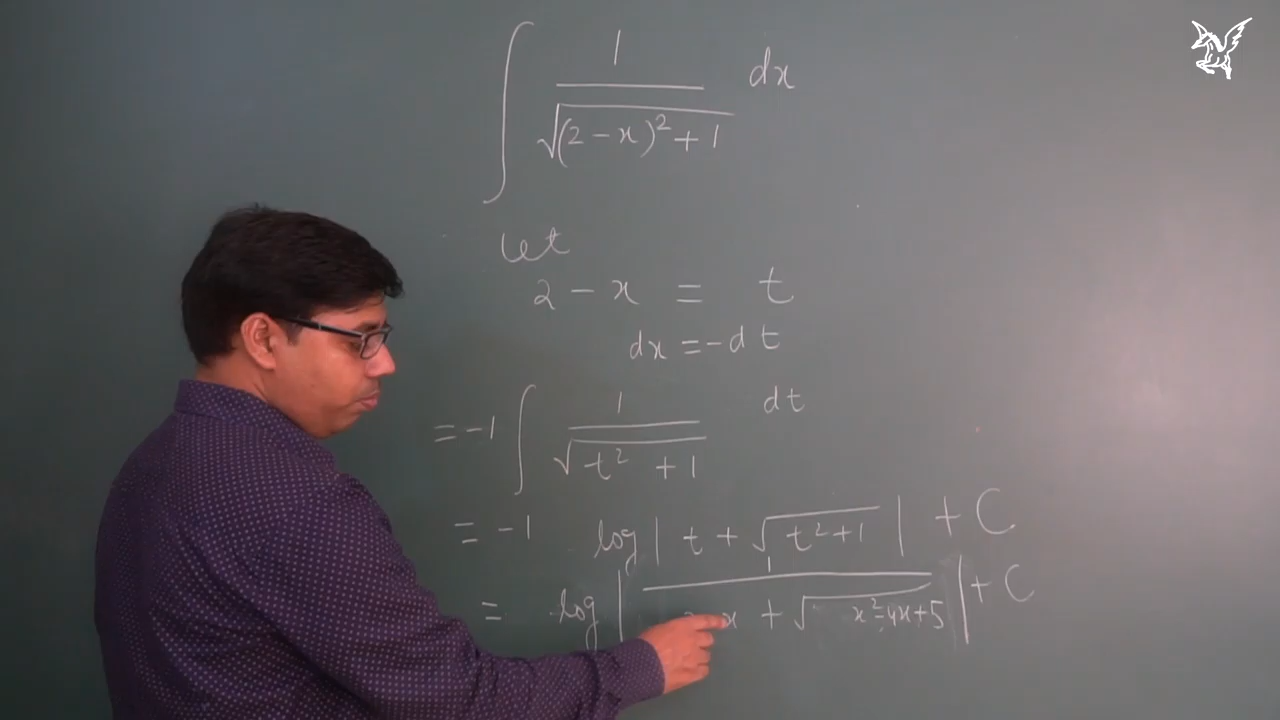 ∫ 1/√((2 − x)² + 1) dx
Let
2 − x = t
dx = −d t
= −1 ∫ 1/√(t² + 1) dt
= −1 log | t + √(t²+1) | + C
= log | 1/( x + √(x²−4x+5)) | + C